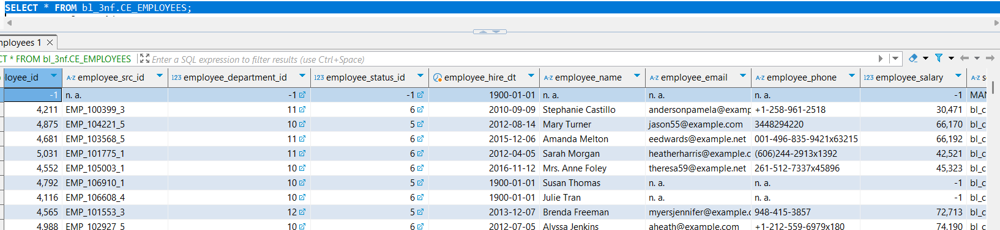 SELECT * FROM bl_3nf.CE_EMPLOYEES;
mployees 1
CT * FROM bl_3nf.CE_EMPLOYEES Enter a SQL expression to filter results (use Ctrl+Space)
loyee_id A-Z employee_src_id 123 employee_department_id 123 employee_status_id employee_hire_dt A-Z employee_name A-Z employee_email A-Z employee_phone 123 employee_salary A-Z s
-1 n. a. -1 -1 1900-01-01 n. a. n. a. n. a. -1 MAN
4,211 EMP_100399_3 11 6 2010-09-09 Stephanie Castillo andersonpamela@examp +1-258-961-2518 30,471 bl_c
4,875 EMP_104221_5 10 5 2012-08-14 Mary Turner jason55@example.com 3448294220 66,170 bl_c
4,681 EMP_103568_5 11 6 2015-12-06 Amanda Melton eedwards@example.net 001-496-835-9421x63215 66,192 bl_c
5,031 EMP_101775_1 11 6 2012-04-05 Sarah Morgan heatherharris@example.c (606)244-2913x1392 42,521 bl_c
4,552 EMP_105003_1 10 6 2016-11-12 Mrs. Anne Foley theresa59@example.net 261-512-7337x45896 45,323 bl_c
4,792 EMP_106910_1 10 5 1900-01-01 Susan Thomas n. a. n. a. -1 bl_c
4,116 EMP_106608_4 10 6 1900-01-01 Julie Tran n. a. n. a. -1 bl_c
4,565 EMP_101553_3 12 5 2013-12-07 Brenda Freeman myersjennifer@example.c 948-415-3857 72,713 bl_c
4,988 EMP_102927_5 10 6 2012-07-05 Alyssa Jenkins aheath@example.com +1-212-559-6979x180 74,190 bl_c